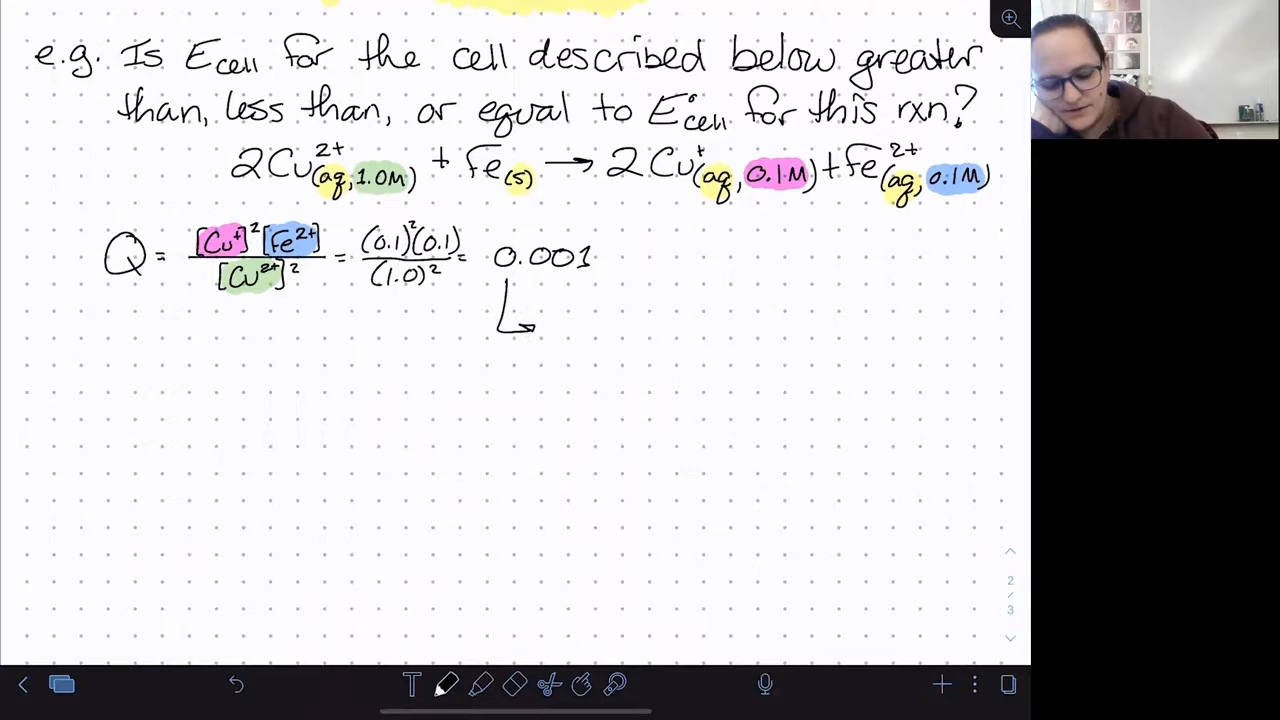 e.g. Is Ecell for the cell described below greater
than, less than, or equal to E°cell for this rxn?
2Cu²⁺(aq, 1.0M) + Fe(s) → 2Cu⁺(aq, 0.1M) + Fe²⁺(aq, 0.1M)
Q = [Cu⁺]²[Fe²⁺] / [Cu²⁺]² = (0.1)²(0.1) / (1.0)² = 0.001
2
/
3
T